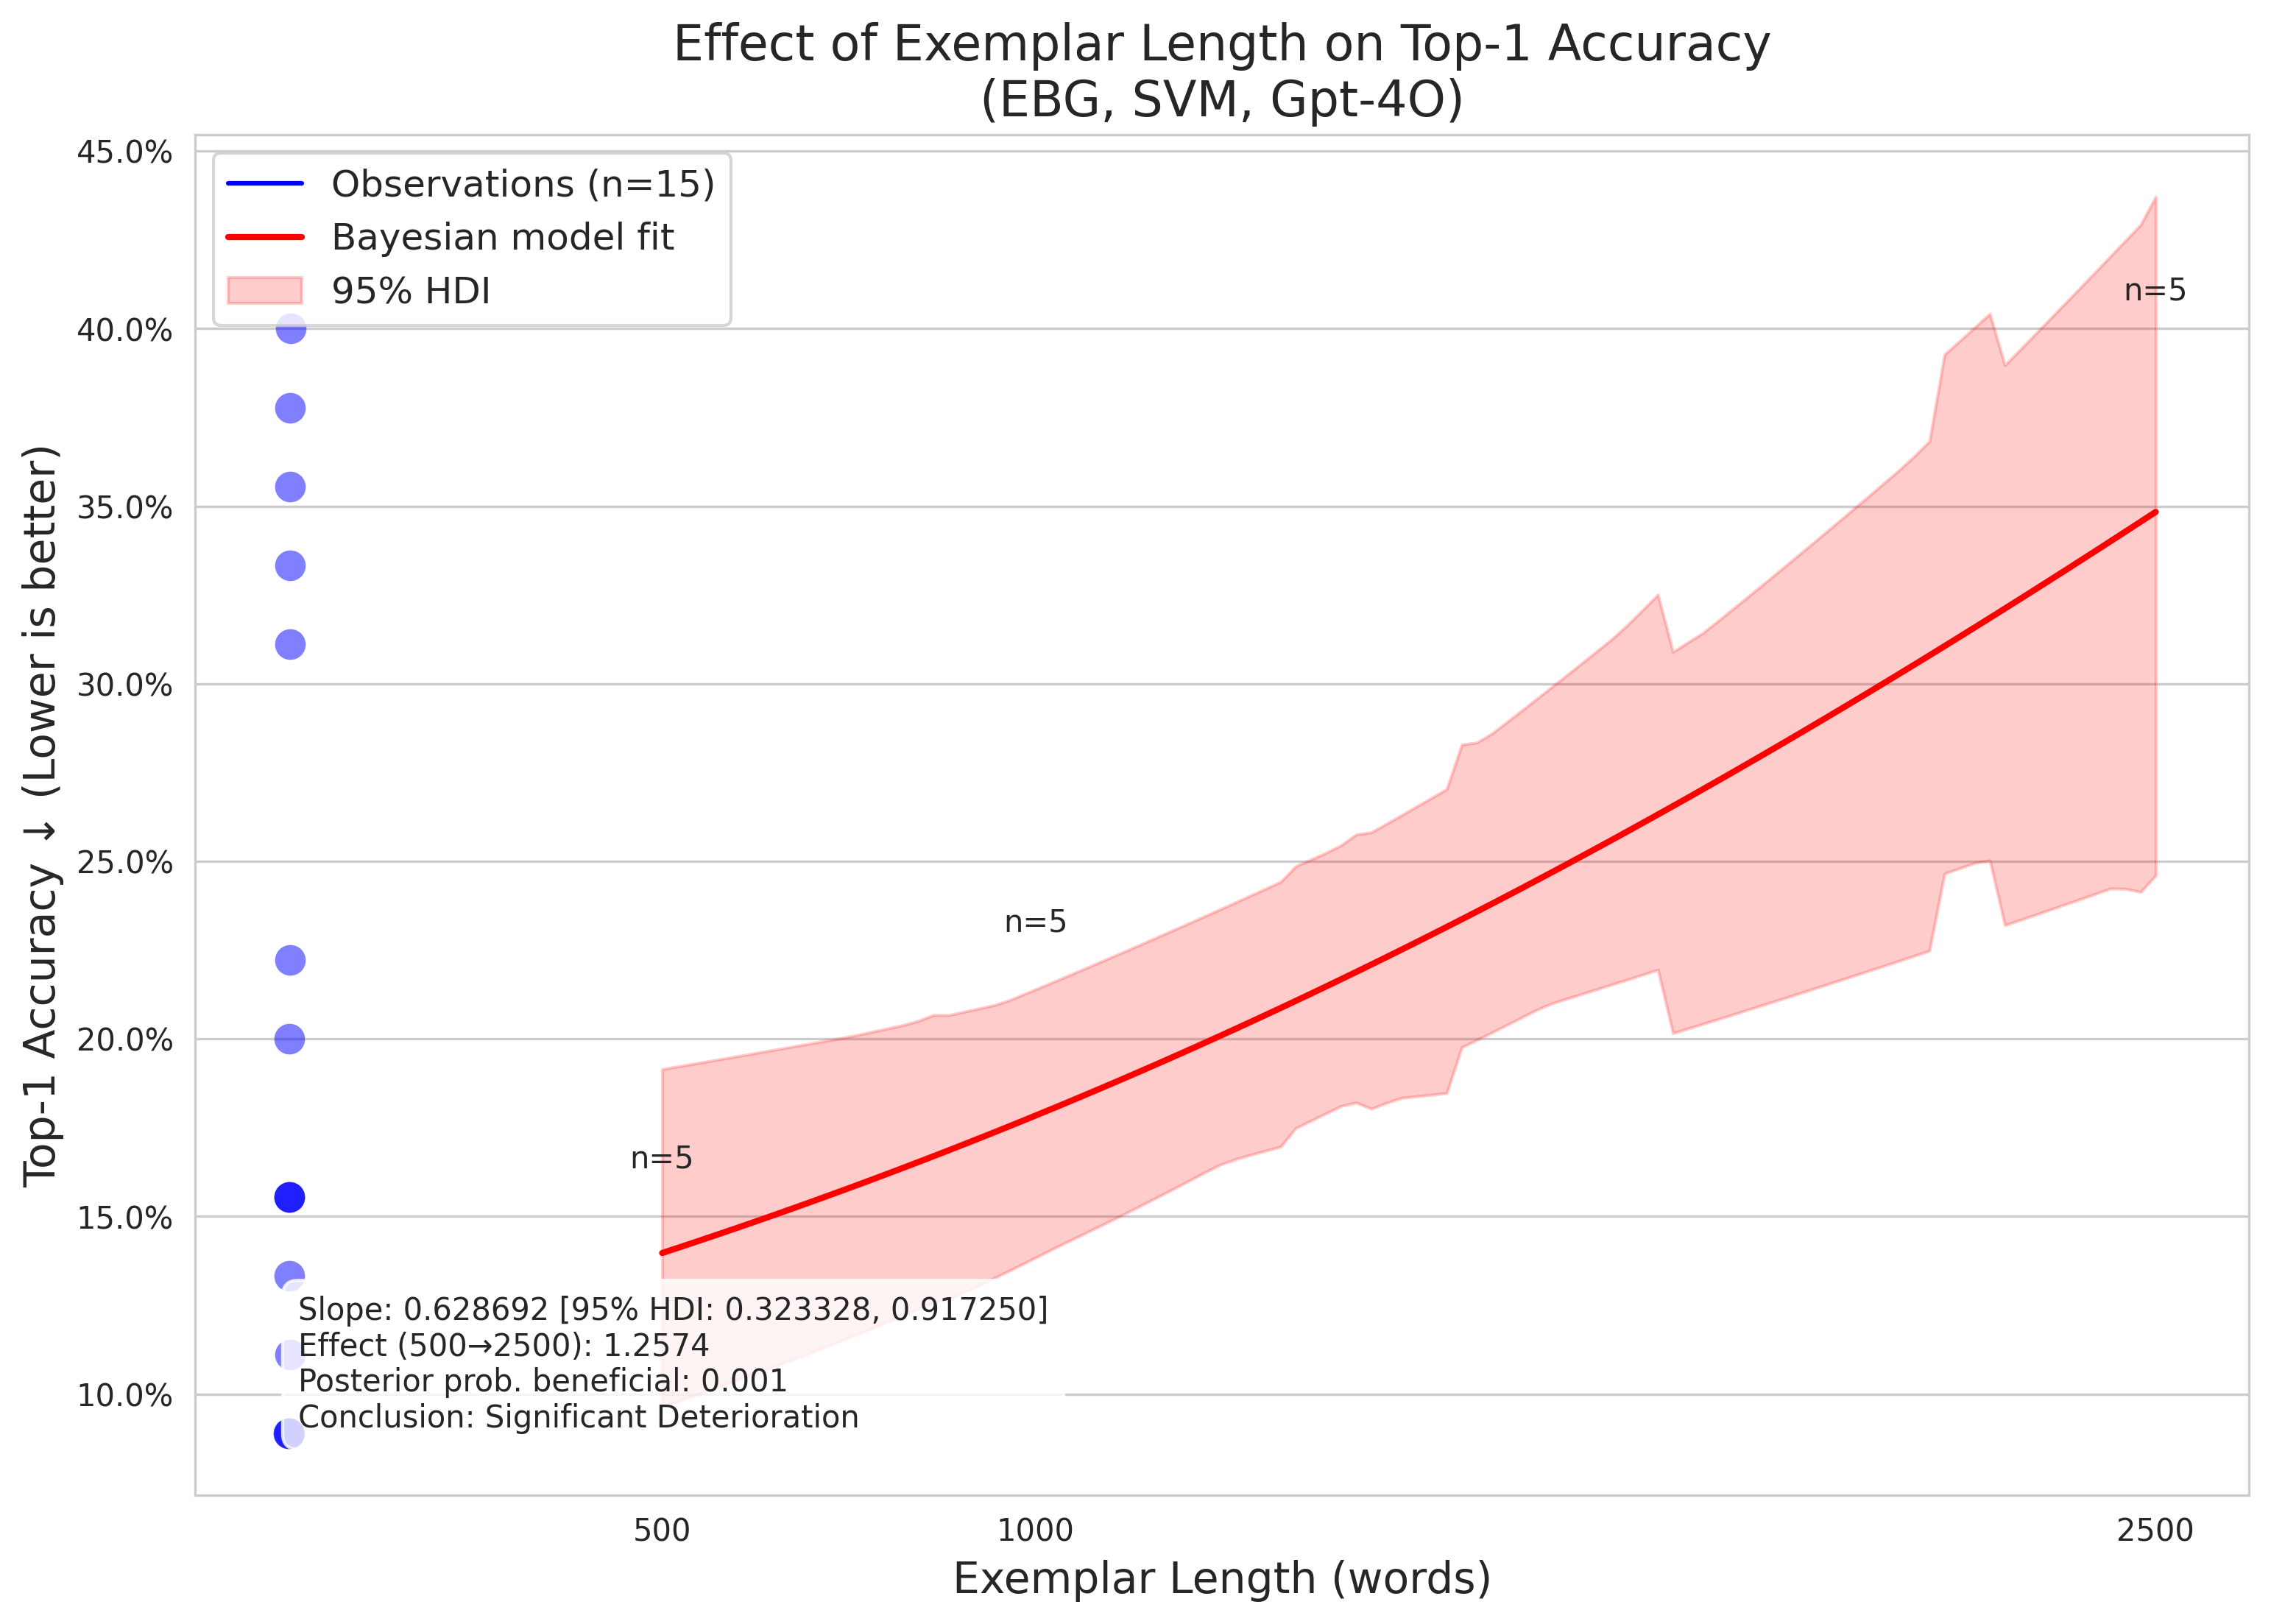 Effect of Exemplar Length on Top-1 Accuracy
(EBG, SVM, Gpt-4O)
Top-1 Accuracy ↓ (Lower is better)
45.0%
40.0%
35.0%
30.0%
25.0%
20.0%
15.0%
10.0%
Observations (n=15)
Bayesian model fit
95% HDI
n=5
n=5
n=5
Slope: 0.628692 [95% HDI: 0.323328, 0.917250]
Effect (500→2500): 1.2574
Posterior prob. beneficial: 0.001
Conclusion: Significant Deterioration
500
1000
2500
Exemplar Length (words)